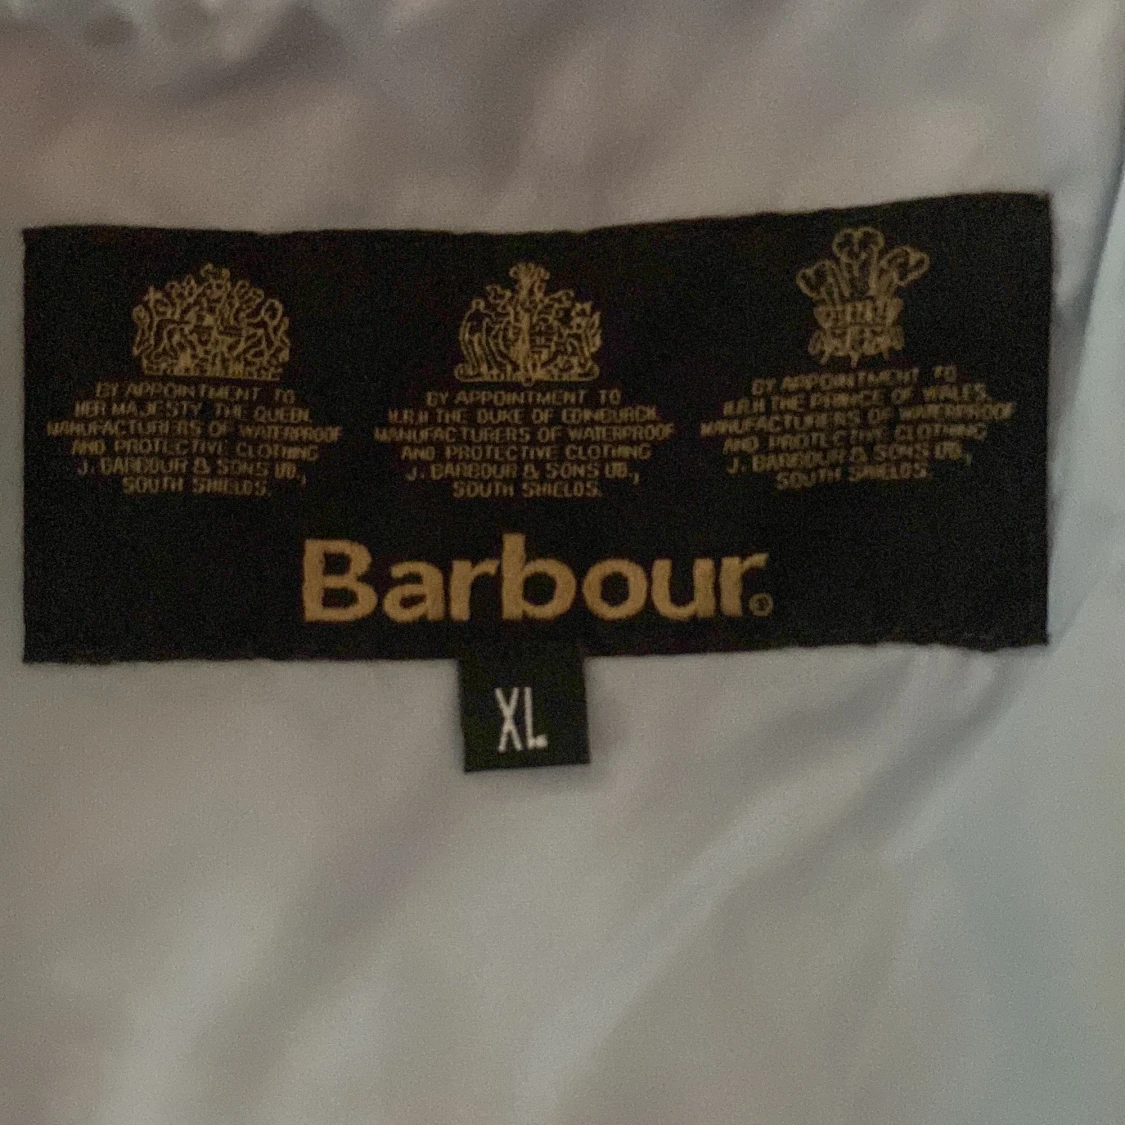 BY APPOINTMENT TO
HER MAJESTY THE QUEEN
MANUFACTURERS OF WATERPROOF
AND PROTECTIVE CLOTHING
J. BARBOUR & SONS LTD.,
SOUTH SHIELDS.
BY APPOINTMENT TO
H.R.H THE DUKE OF EDINBURGH
MANUFACTURERS OF WATERPROOF
AND PROTECTIVE CLOTHING
J. BARBOUR & SONS LTD.,
SOUTH SHIELDS.
BY APPOINTMENT TO
H.R.H THE PRINCE OF WALES
MANUFACTURERS OF WATERPROOF
AND PROTECTIVE CLOTHING
J. BARBOUR & SONS LTD.,
SOUTH SHIELDS.
Barbour®
XL